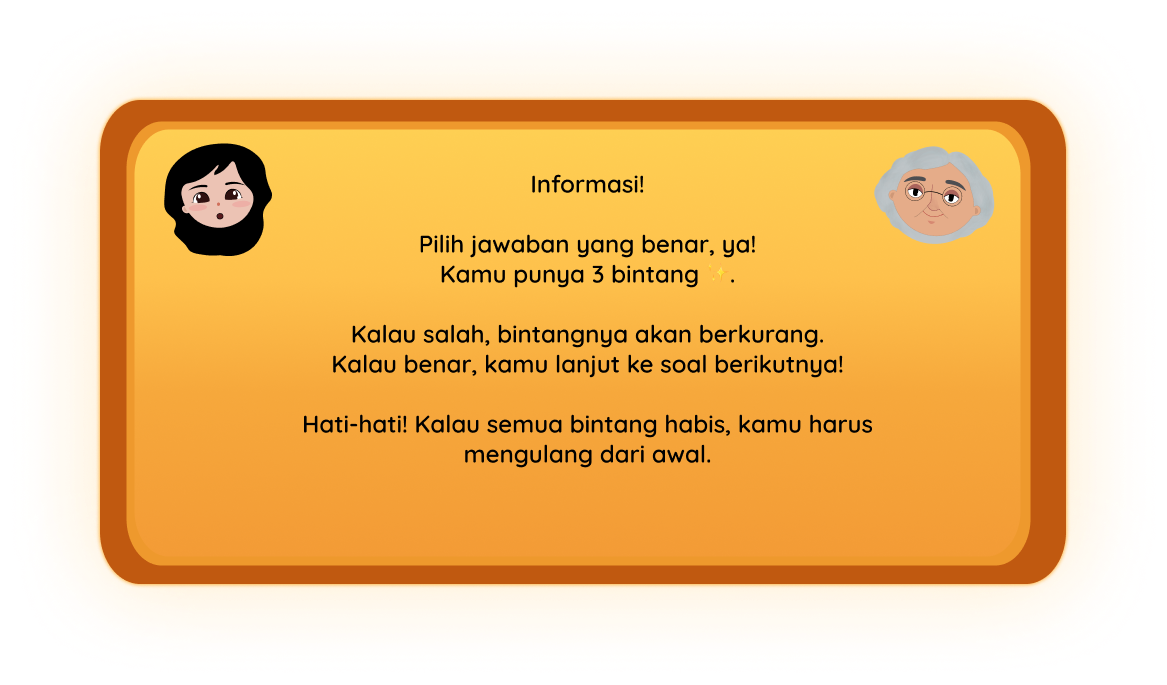 Informasi!
Pilih jawaban yang benar, ya!
Kamu punya 3 bintang ✨.
Kalau salah, bintangnya akan berkurang.
Kalau benar, kamu lanjut ke soal berikutnya!
Hati-hati! Kalau semua bintang habis, kamu harus
mengulang dari awal.